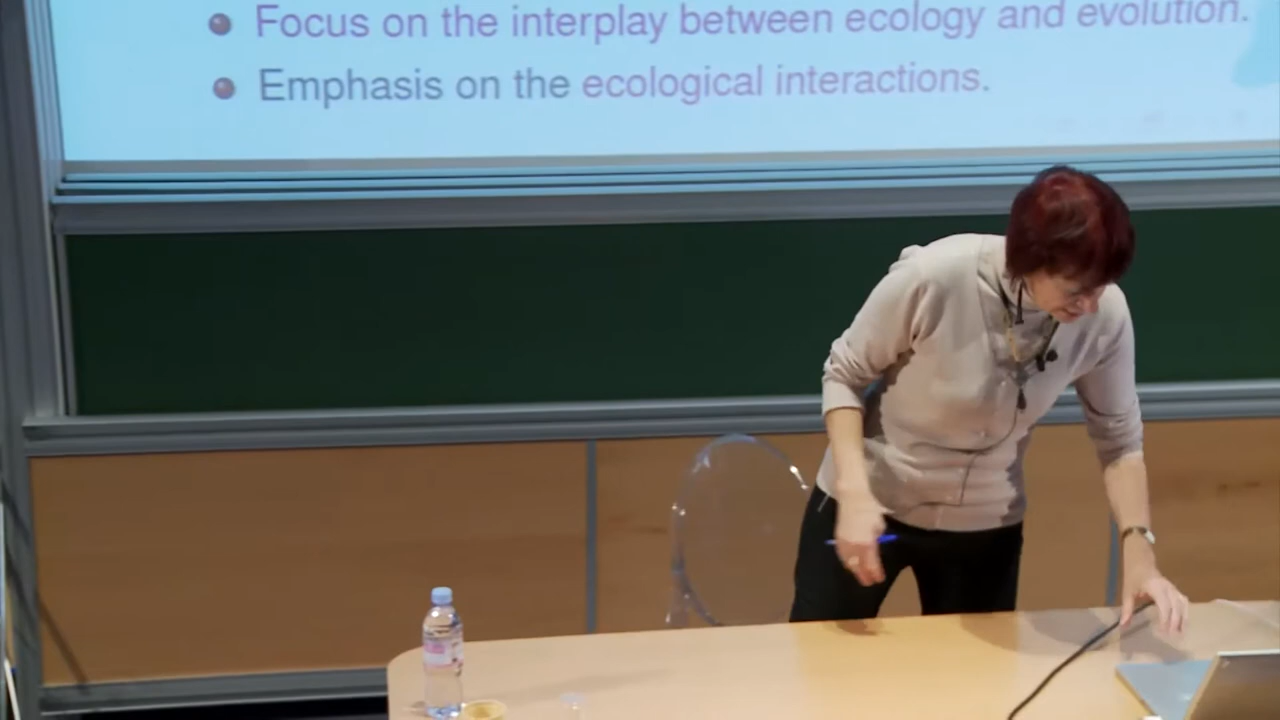 Focus on the interplay between ecology and evolution.
Emphasis on the ecological interactions.